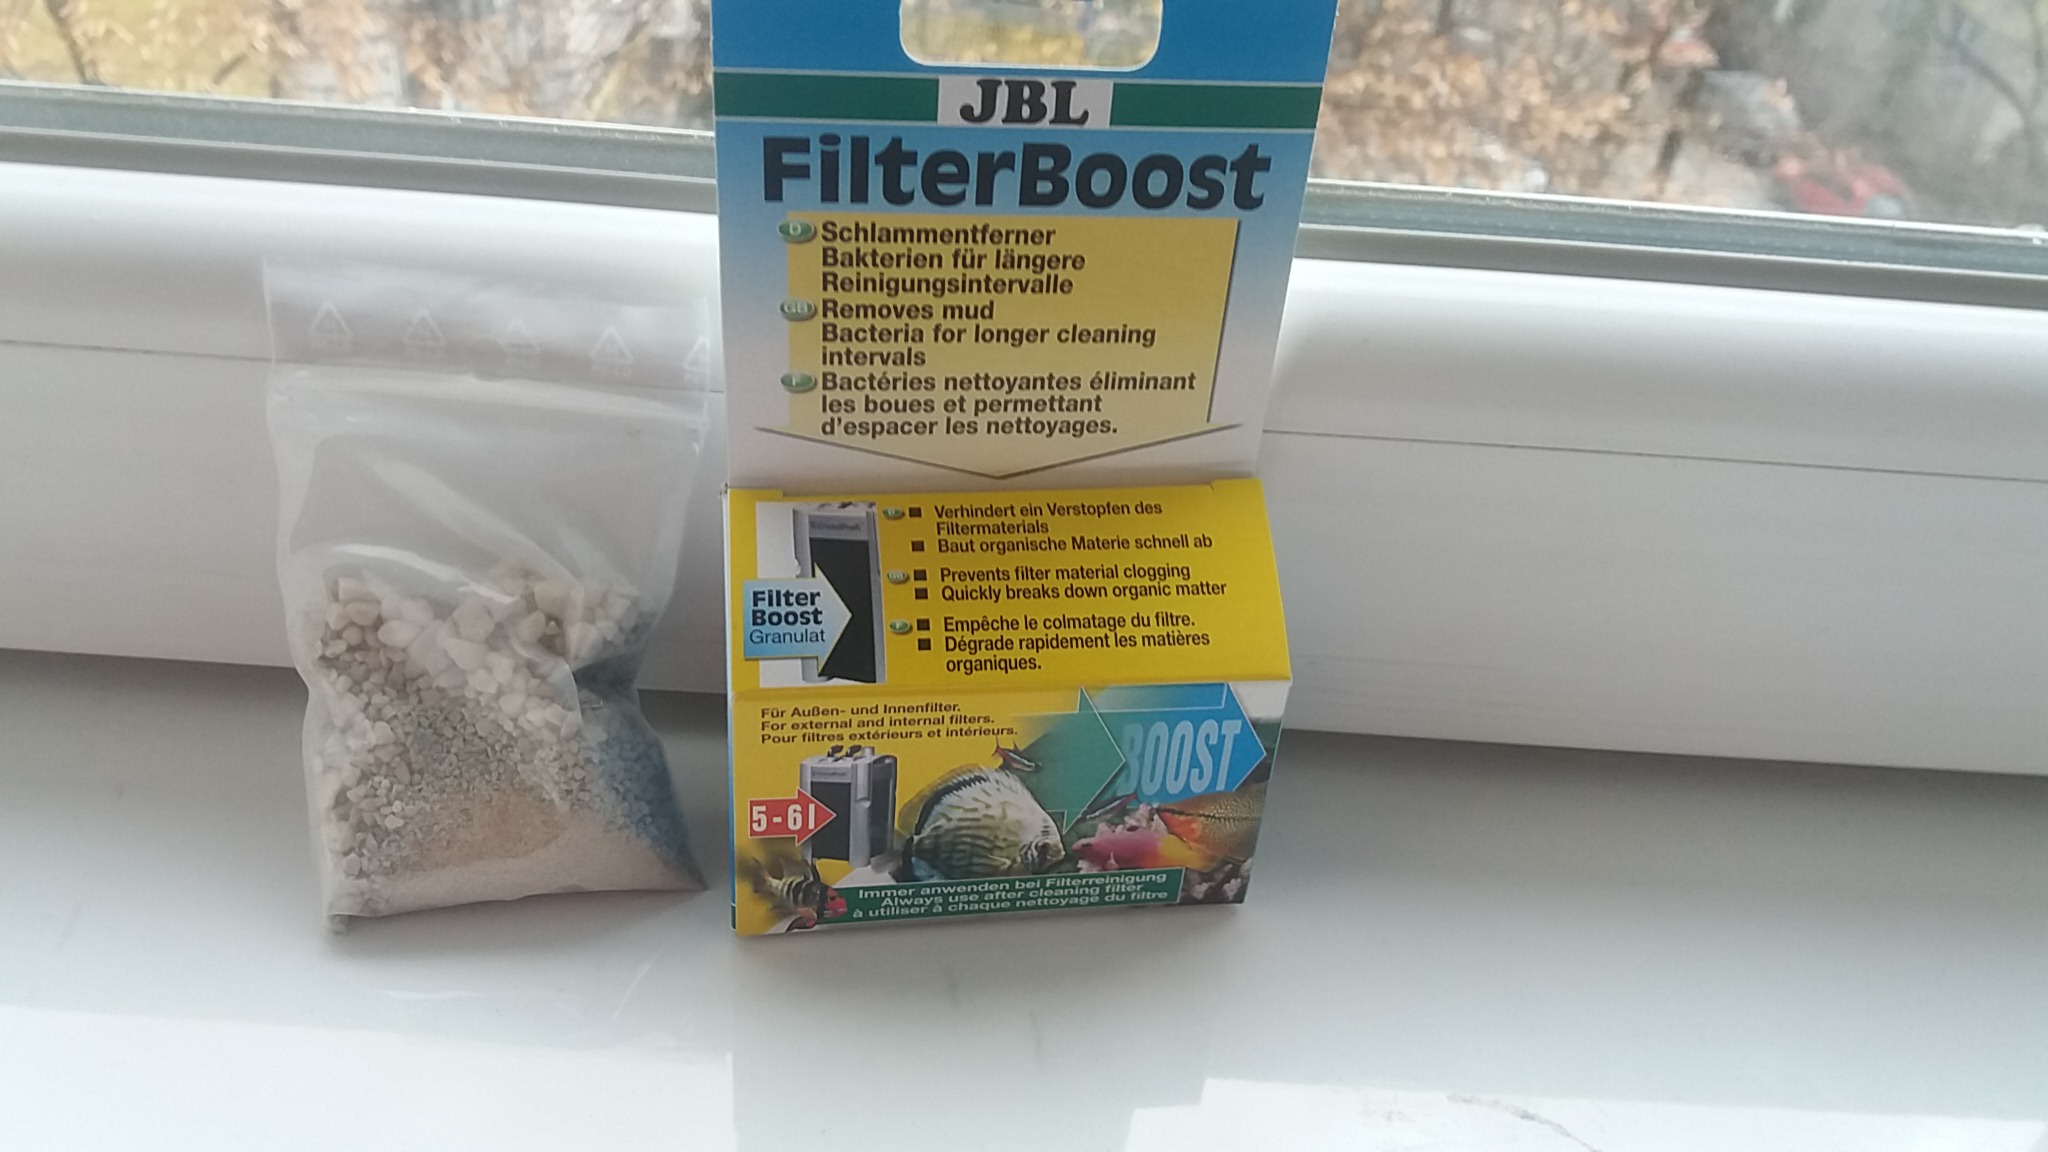 JBL
FilterBoost
D Schlammentferner
Bakterien für längere
Reinigungsintervalle
GB Removes mud
Bacteria for longer cleaning
intervals
F Bactéries nettoyantes éliminant
les boues et permettant
d'espacer les nettoyages.
D ■ Verhindert ein Verstopfen des
Filtermaterials
■ Baut organische Materie schnell ab
GB ■ Prevents filter material clogging
■ Quickly breaks down organic matter
F ■ Empêche le colmatage du filtre.
■ Dégrade rapidement les matières
organiques.
Filter
Boost
Granulat
Für Außen- und Innenfilter.
For external and internal filters.
Pour filtres extérieurs et intérieurs.
BOOST
5 - 6 l
Immer anwenden bei Filterreinigung
Always use after cleaning filter
à utiliser à chaque nettoyage du filtre